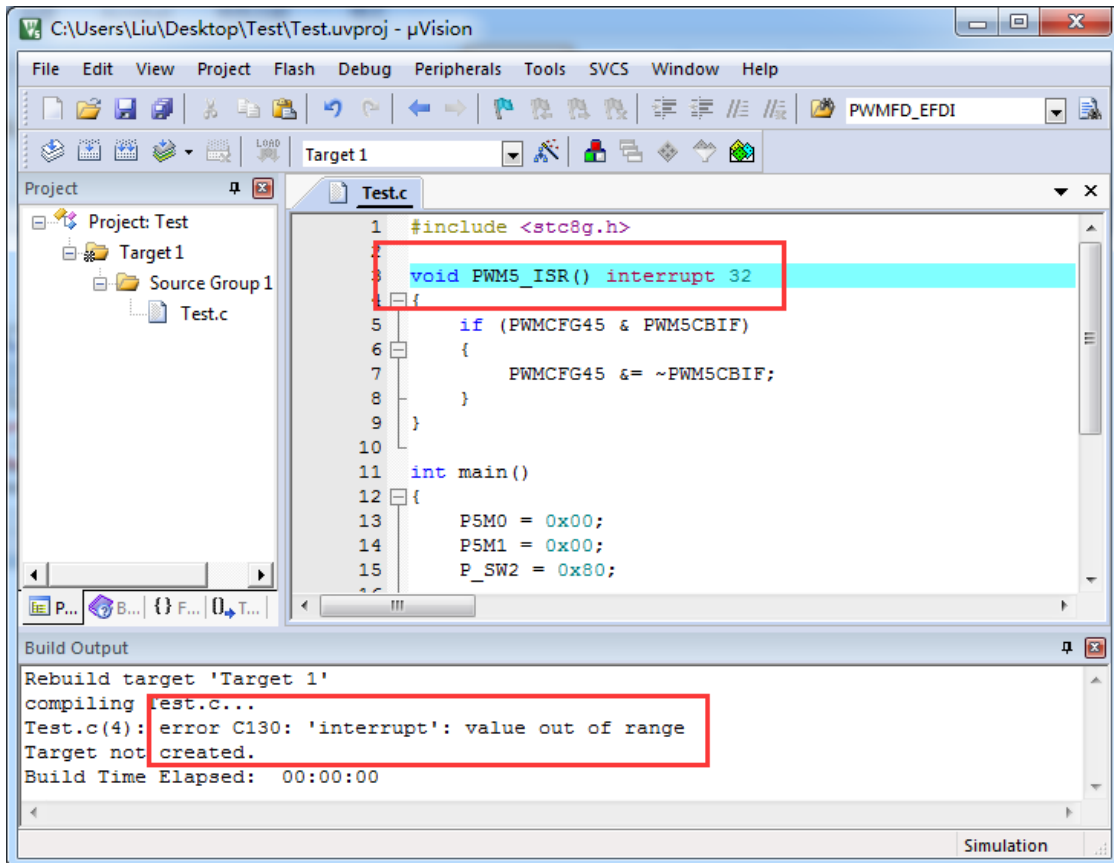 C:\Users\Liu\Desktop\Test\Test.uvproj - µVision
File Edit View Project Flash Debug Peripherals Tools SVCS Window Help
PWMFD_EFDI
LOAD
Target 1
Project
Project: Test
Target 1
Source Group 1
Test.c
P... B... {} F... 0 T...
Test.c
1 #include <stc8g.h>
2
3 void PWM5_ISR() interrupt 32
4 {
5 if (PWMCFG45 & PWM5CBIF)
6 {
7 PWMCFG45 &= ~PWM5CBIF;
8 }
9 }
10
11 int main()
12 {
13 P5M0 = 0x00;
14 P5M1 = 0x00;
15 P_SW2 = 0x80;
Build Output
Rebuild target 'Target 1'
compiling Test.c...
Test.c(4): error C130: 'interrupt': value out of range
Target not created.
Build Time Elapsed: 00:00:00
Simulation